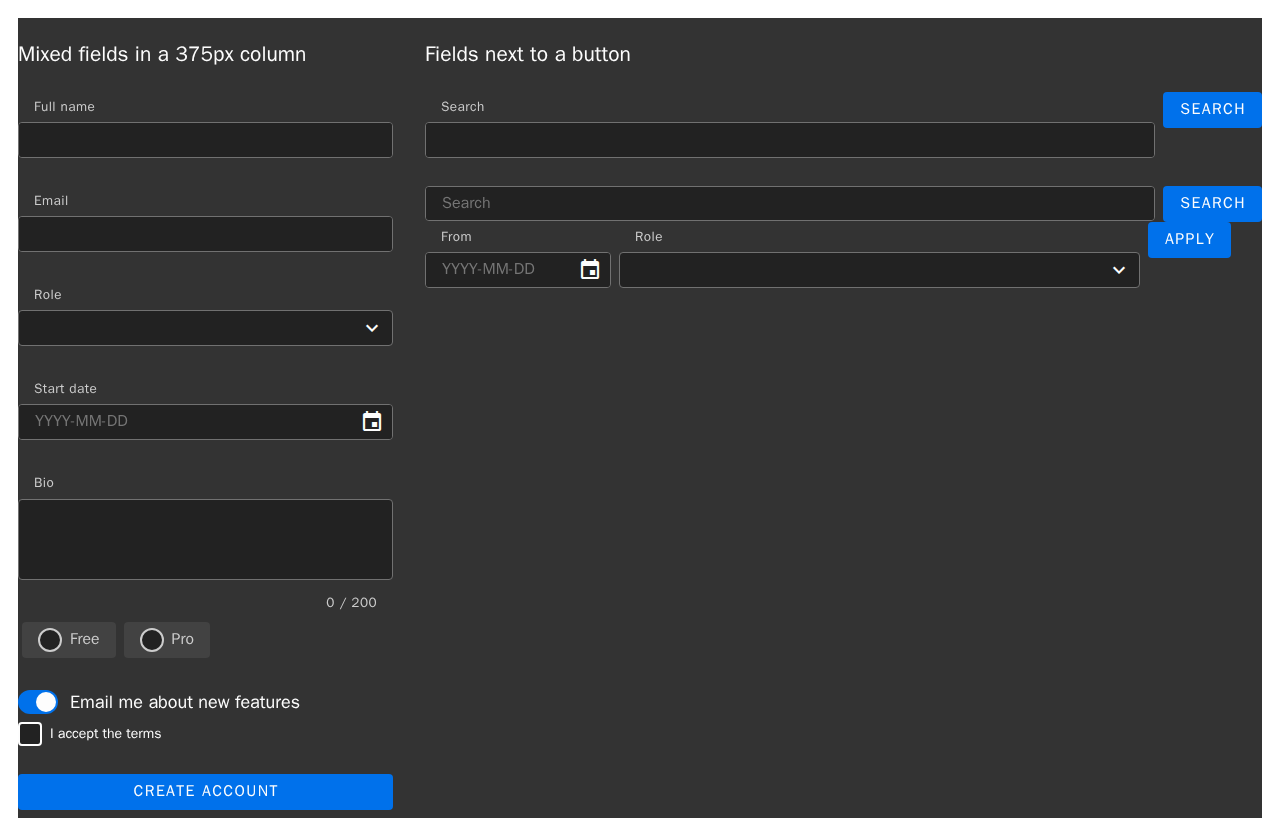 Mixed fields in a 375px column
Full name
Email
Role
Start date
YYYY-MM-DD
Bio
0 / 200
Free
Pro
Email me about new features
I accept the terms
CREATE ACCOUNT
Fields next to a button
Search
SEARCH
Search
SEARCH
From
Role
APPLY
YYYY-MM-DD